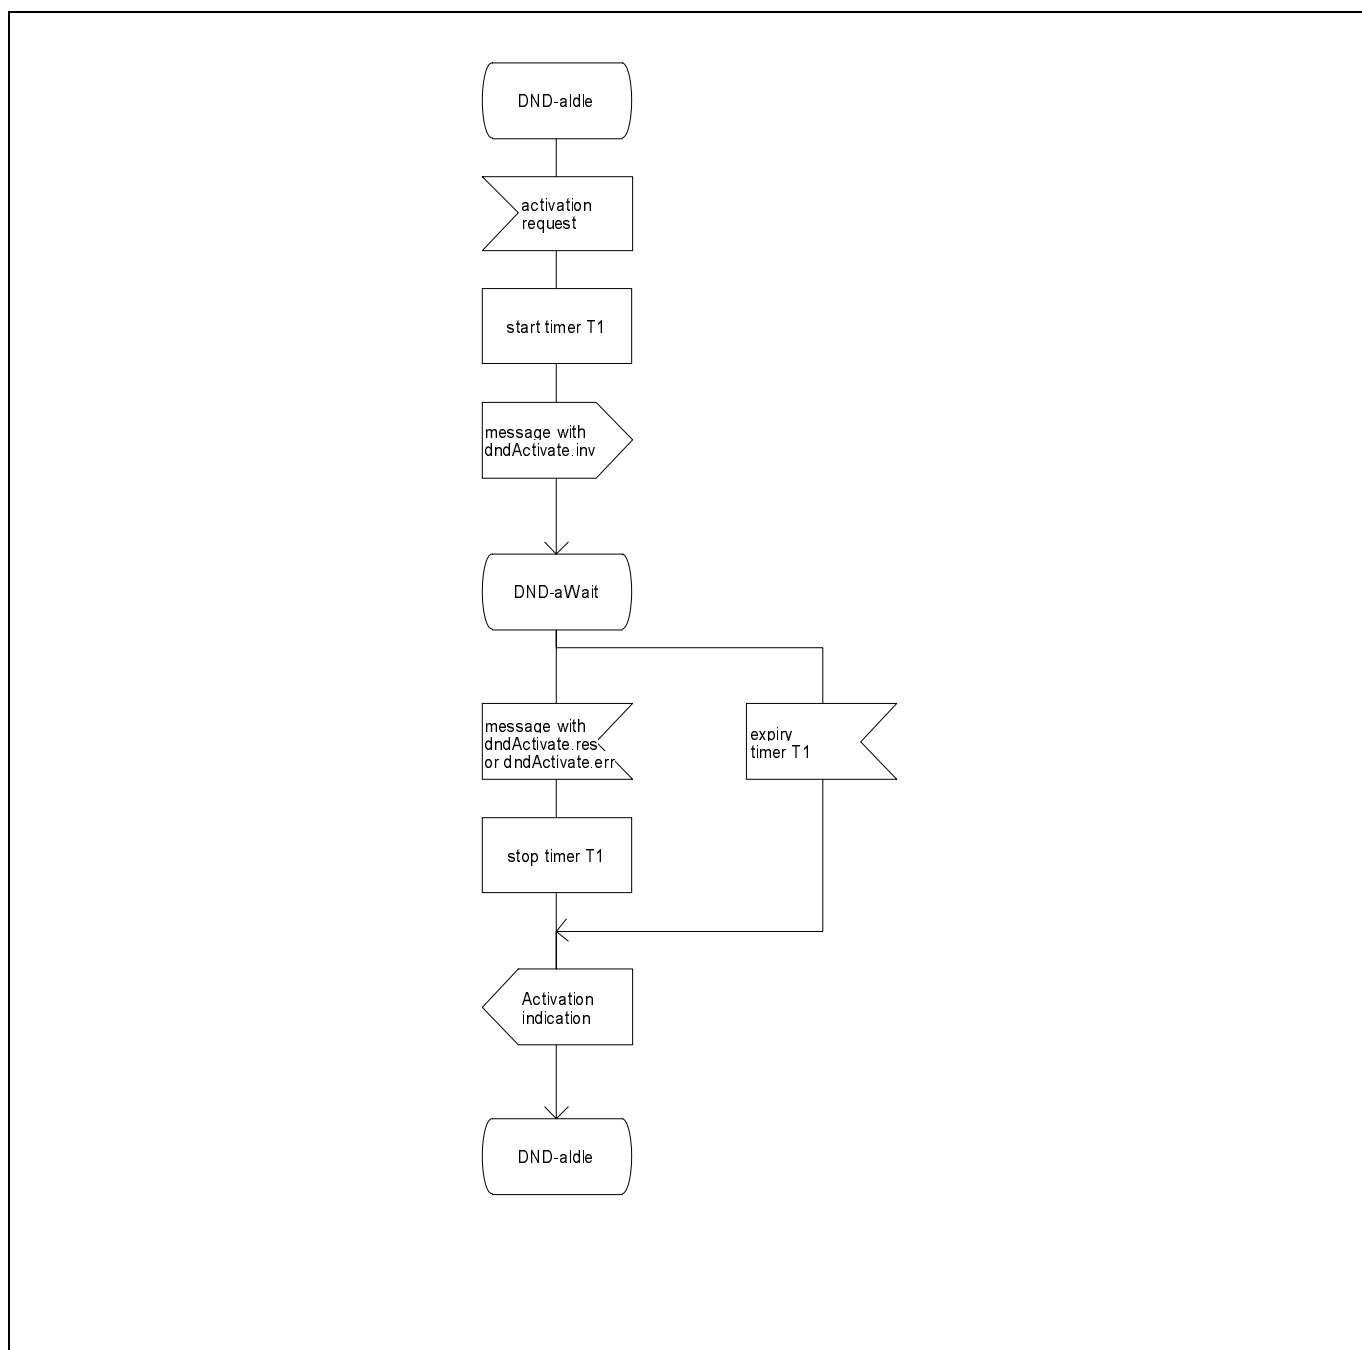 DND-aIdle
activation
request
start timer T1
message with
dndActivate.inv
DND-aWait
message with
dndActivate.res
or dndActivate.err
expiry
timer T1
stop timer T1
Activation
indication
DND-aIdle